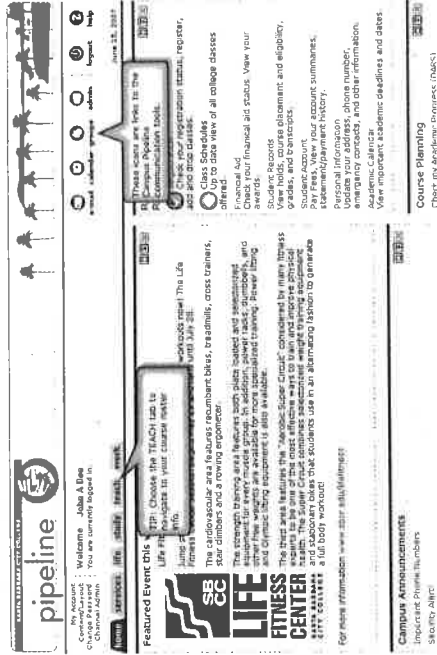 SANTA BARBARA CITY COLLEGE
pipeline
e-mail calendar groups admin logout help
My Account
Content/Layout
Change Password
Channel Admin
Welcome John A Doe
You are currently logged in.
home services life study teach work
Featured Event this
TIP: Choose the TEACH tab to
navigate to your course roster
info.
Life Fit
Jump
workouts now! The Life
Fitness
until July 28.
SB
CC
LIFE
FITNESS
CENTER
SANTA BARBARA
CITY COLLEGE
The cardiovascular area features recumbent bikes, treadmills, cross trainers,
star climbers and a rowing ergometer.
The strength training area features both plate loaded and selectorized
equipment for every muscle group. In addition, power racks, dumbbells, and
other free weights are available for more specialized training. Power lifting
and Olympic lifting equipment is also available.
The third area features the "Aerobic Super Circuit" considered by many fitness
experts to be one of the most effective ways to train and improve physical
health. The Super Circuit combines selectorized weight training equipment
and stationary bikes that students use in an alternating fashion to generate
a full body workout!
For more information
Campus Announcements
Important Phone Numbers
Security Alert!
These icons are links to the
Campus Pipeline
communication tools.
Check your registration status, register,
add and drop classes.
Class Schedules
Up to date view of all college classes
offered.
Financial Aid
Check your financial aid status. View your
awards.
Student Records
View holds, course placement and eligibility,
grades, and transcripts.
Student Account
Pay Fees, View your account summaries,
statement/payment history.
Personal Information
Update your address, phone number,
emergency contacts, and other information.
Academic Calendar
View important academic deadlines and dates.
Course Planning
Check my Academic Progress (DARS)